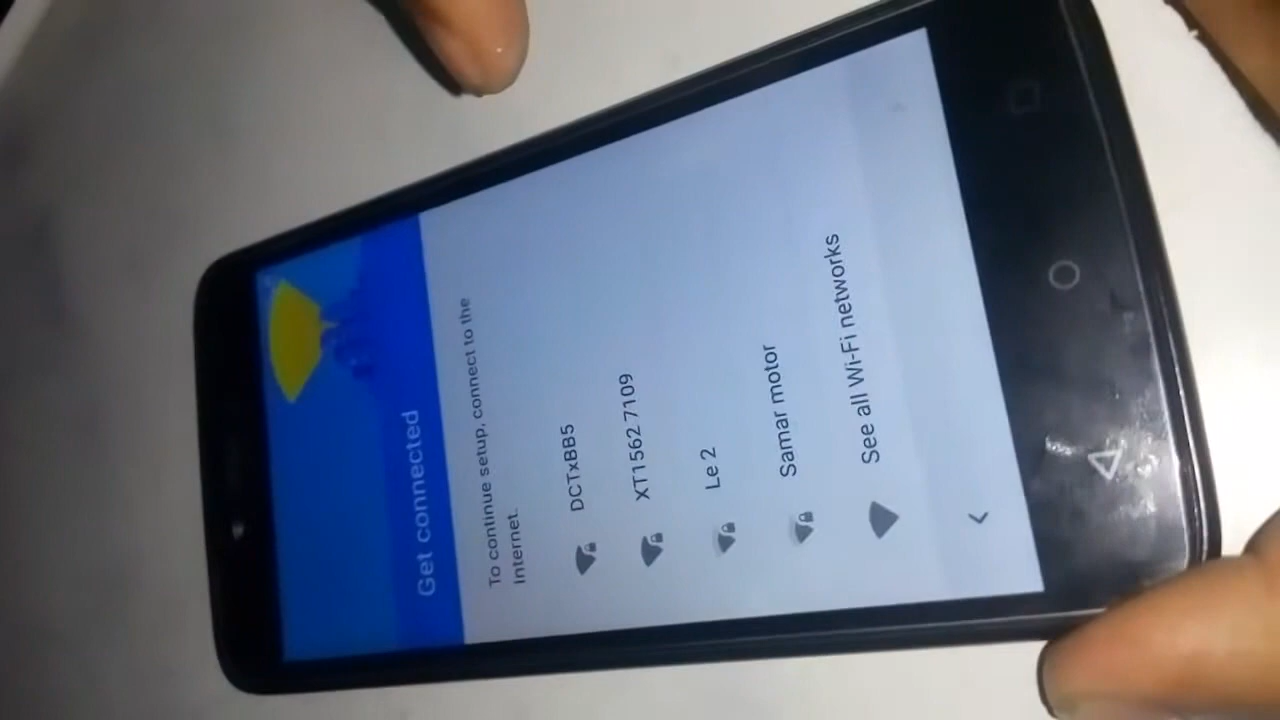 Get connected
To continue setup, connect to the
Internet.
DCTxBB5
XT1562 7109
Le 2
Samar motor
See all Wi-Fi networks